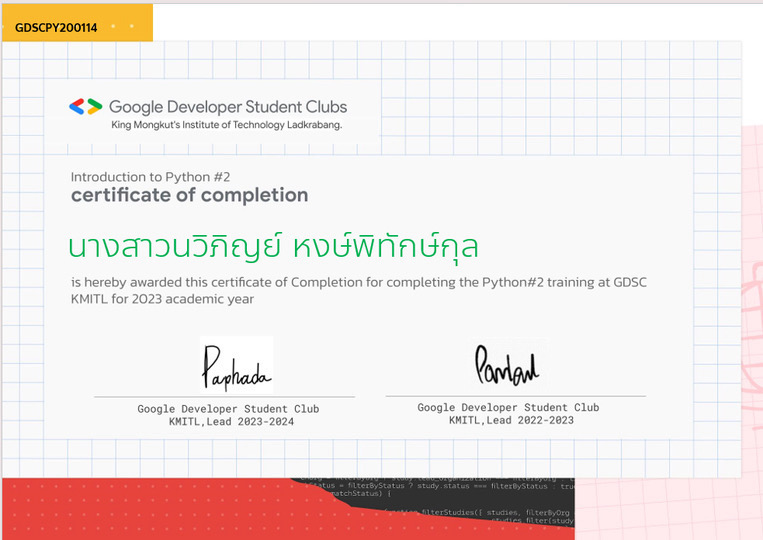 GDSCPY200114
Google Developer Student Clubs
King Mongkut's Institute of Technology Ladkrabang.
Introduction to Python #2
certificate of completion
นางสาวนวิภิญย์ หงษ์พิทักษ์กุล
is hereby awarded this certificate of Completion for completing the Python#2 training at GDSC
KMITL for 2023 academic year
Paphada
Google Developer Student Club
KMITL,Lead 2023-2024
Google Developer Student Club
KMITL,Lead 2022-2023
Status = filterByStatus ? study.status === filterByStatus : tru
matchStatus) {
filterStudies({ studies, filterByOrg
studies.filter(study